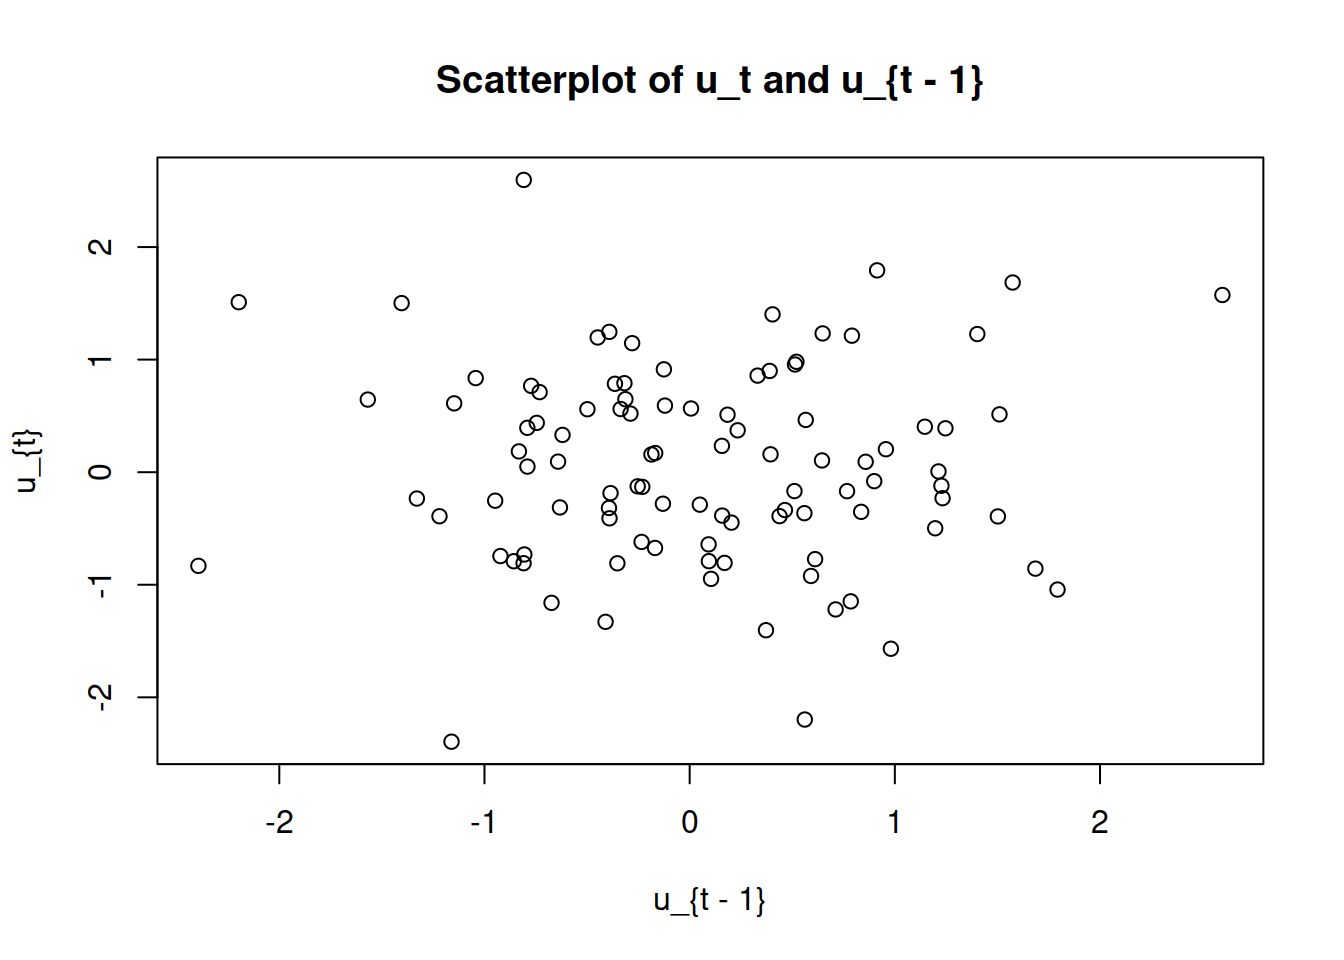 Scatterplot of u_t and u_{t - 1}
u_{t}
2
1
0
-1
-2
-2 -1 0 1 2
u_{t - 1}